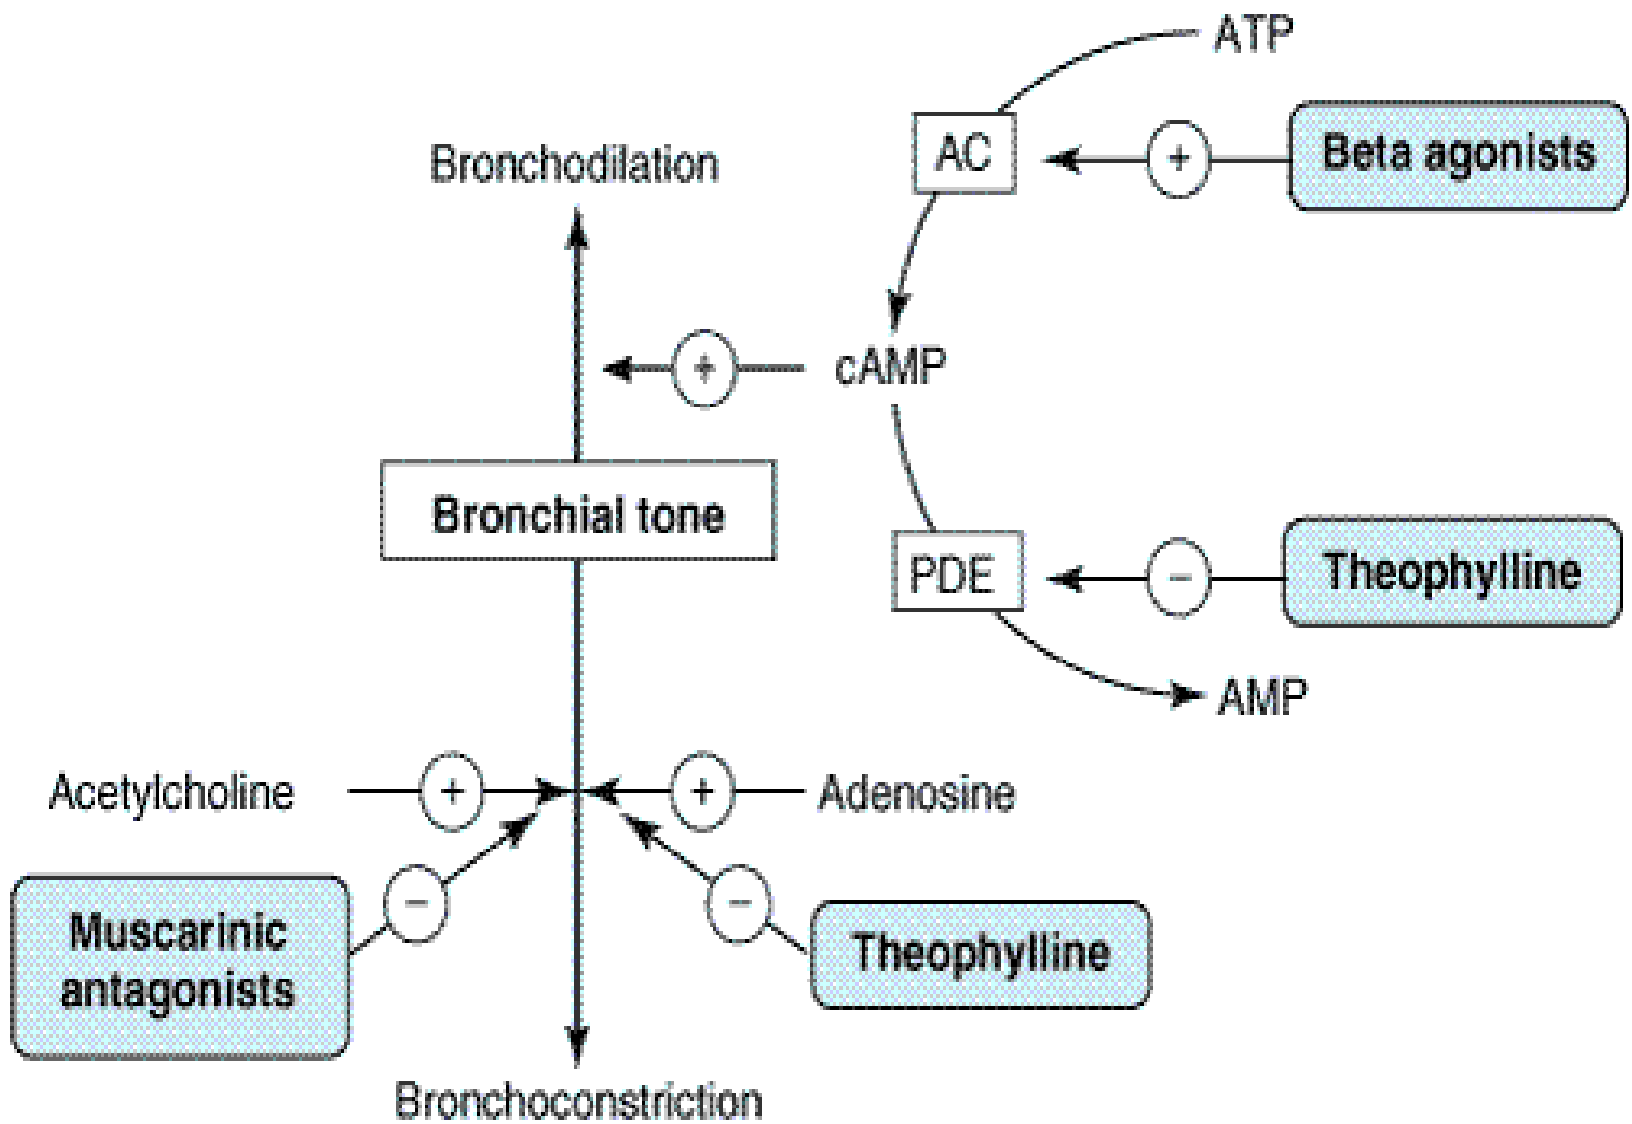 ATP
AC
+
Beta agonists
Bronchodilation
+
cAMP
Bronchial tone
PDE
−
Theophylline
AMP
Acetylcholine
+
+
Adenosine
−
−
Muscarinic
antagonists
Theophylline
Bronchoconstriction